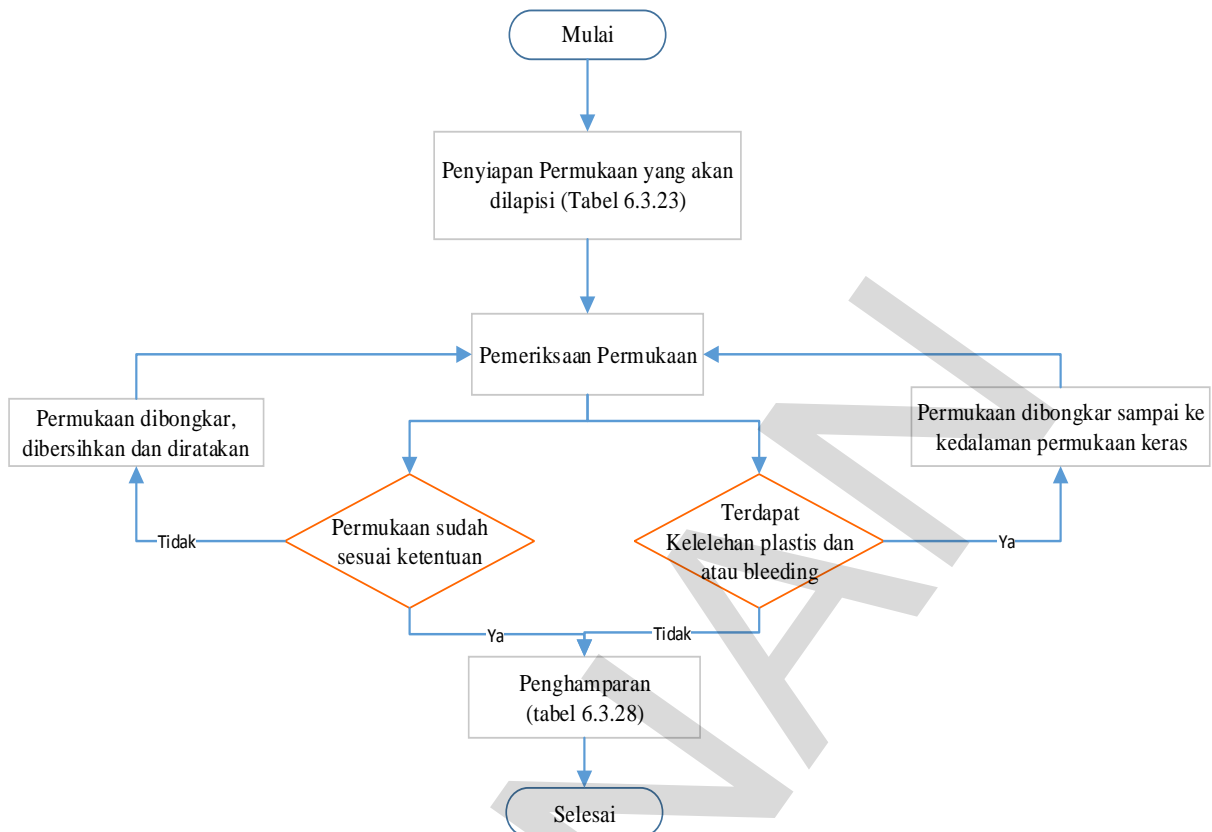 Mulai
Penyiapan Permukaan yang akan
dilapisi (Tabel 6.3.23)
Pemeriksaan Permukaan
Permukaan dibongkar,
dibersihkan dan diratakan
Permukaan dibongkar sampai ke
kedalaman permukaan keras
Permukaan sudah
sesuai ketentuan
Terdapat
Kelelehan plastis dan
atau bleeding
Tidak
Ya
Ya
Tidak
Penghamparan
(tabel 6.3.28)
Selesai